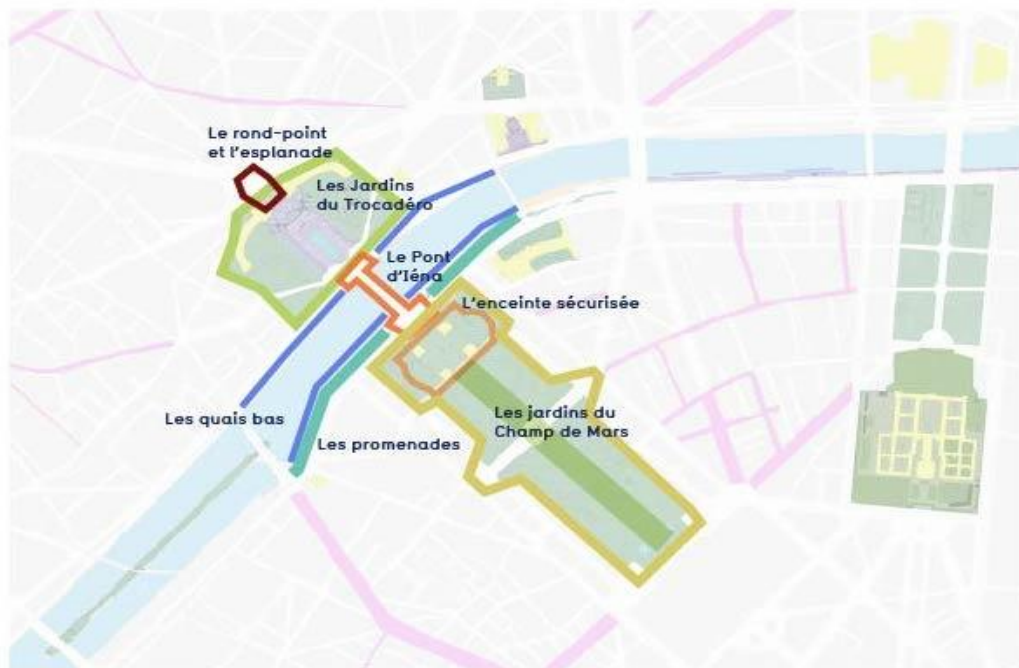 Le rond-point
et l'esplanade
Les Jardins
du Trocadéro
Le Pont
d'Iéna
L'enceinte sécurisée
Les jardins du
Champ de Mars
Les quais bas
Les promenades